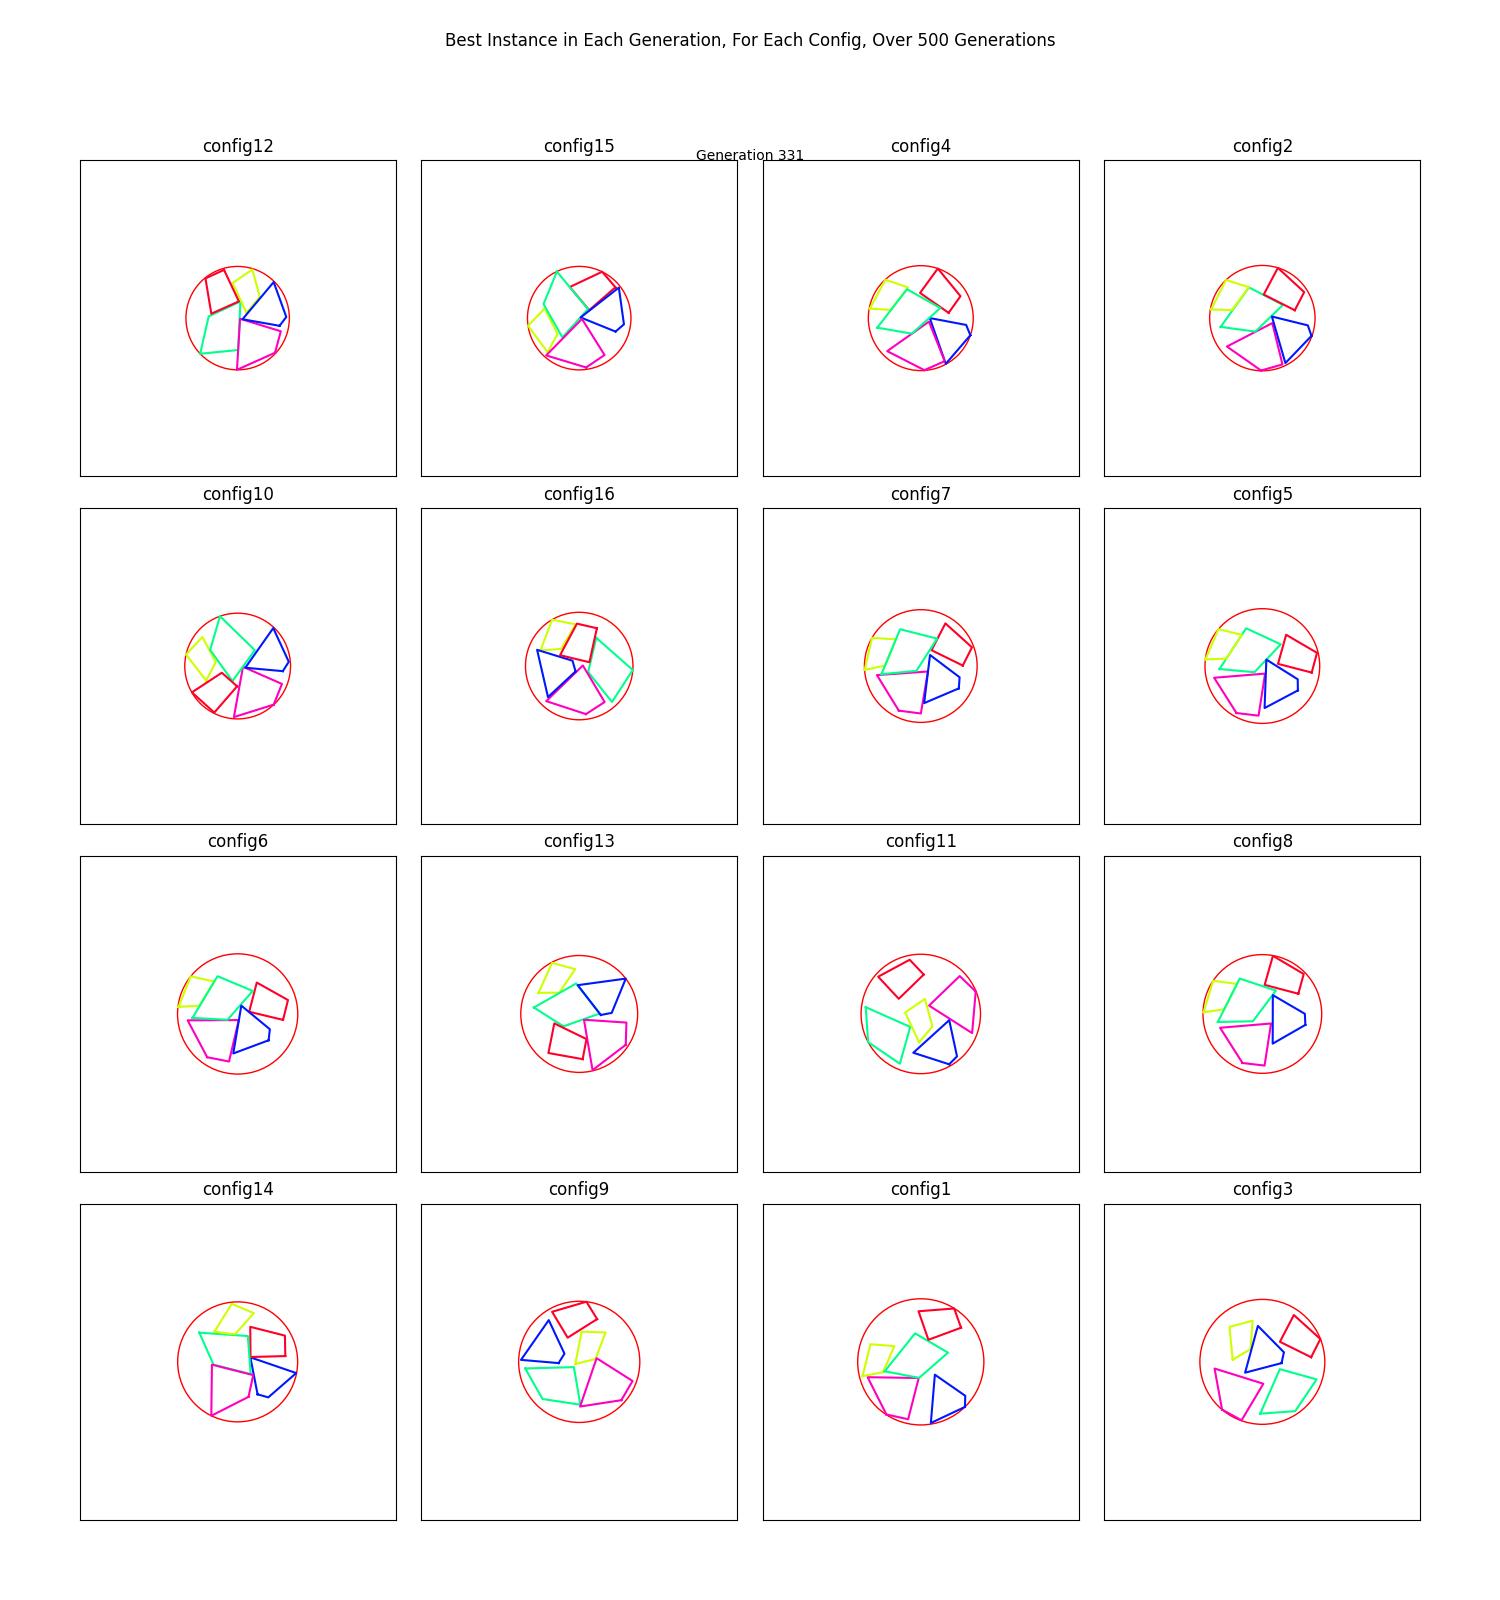 Best Instance in Each Generation, For Each Config, Over 500 Generations
Generation 331
config12
config15
config4
config2
config10
config16
config7
config5
config6
config13
config11
config8
config14
config9
config1
config3